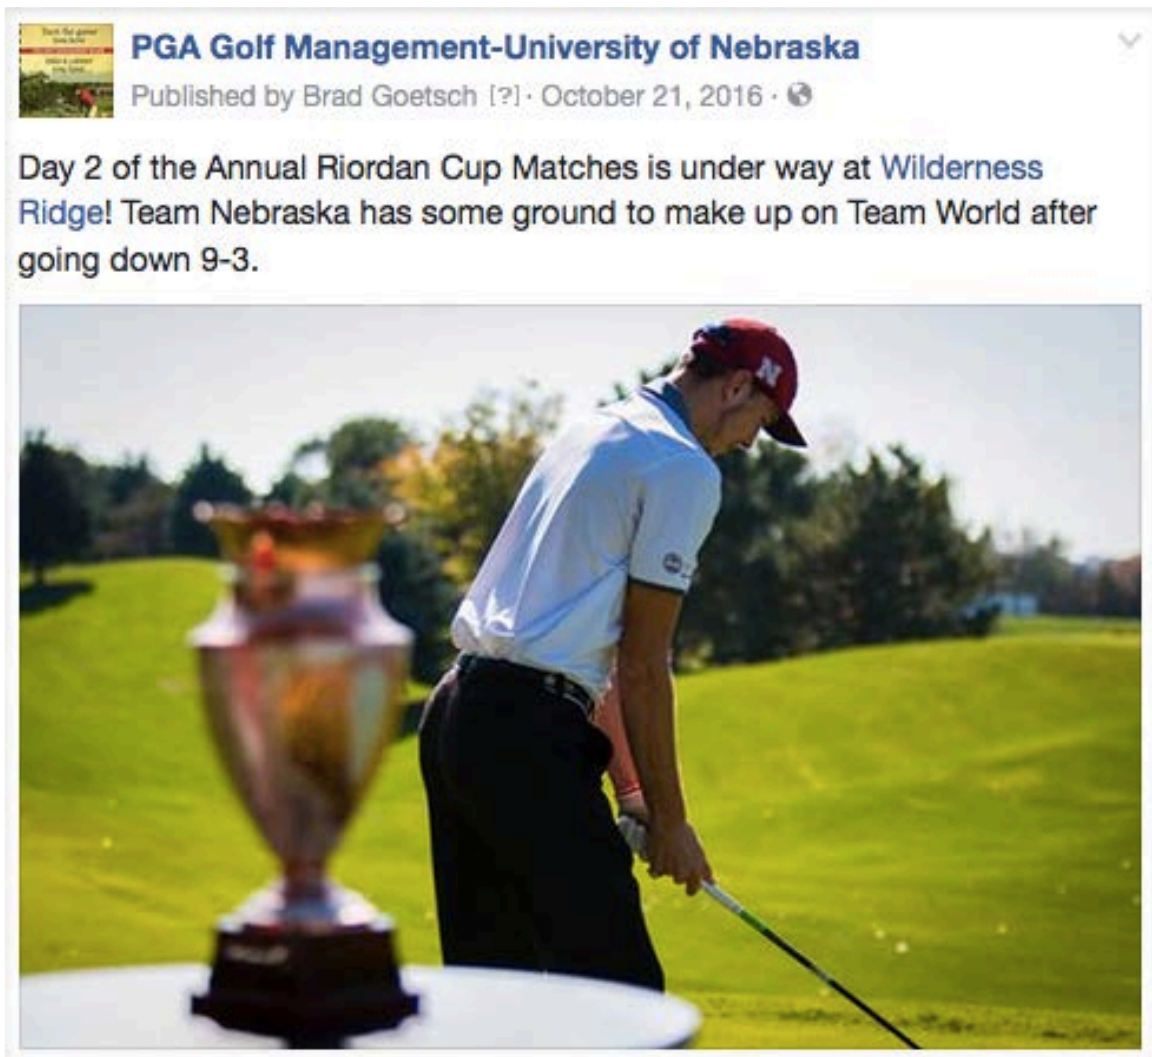 PGA Golf Management-University of Nebraska
Published by Brad Goetsch [?] · October 21, 2016 ·
Day 2 of the Annual Riordan Cup Matches is under way at Wilderness
Ridge! Team Nebraska has some ground to make up on Team World after
going down 9-3.
N